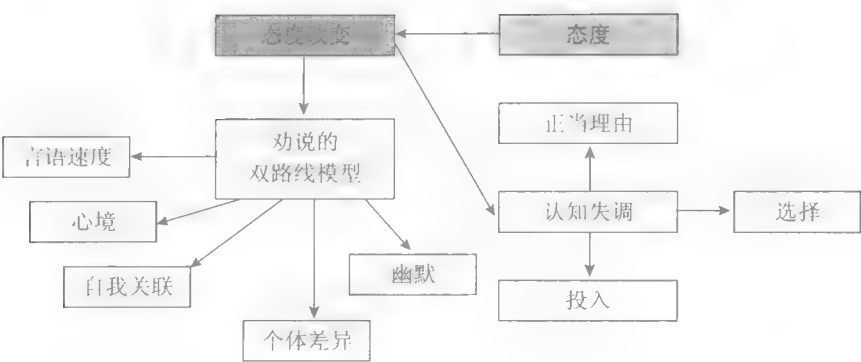 态度改变
态度
劝说的
双路线模型
正当理由
言语速度
认知失调
选择
心境
自我关联
幽默
投入
个体差异